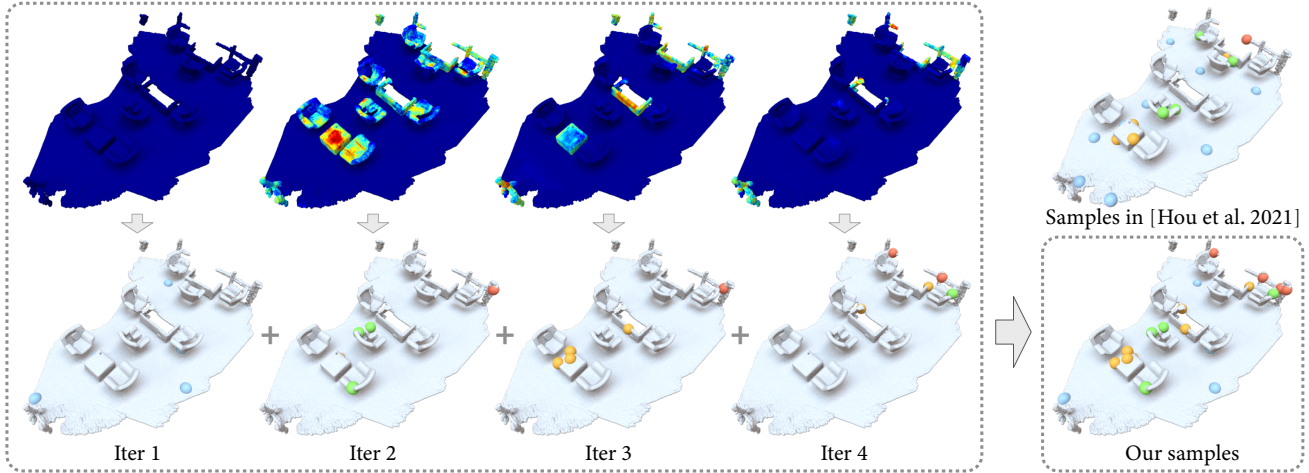 Samples in [Hou et al. 2021]
+
+
+
Iter 1
Iter 2
Iter 3
Iter 4
Our samples